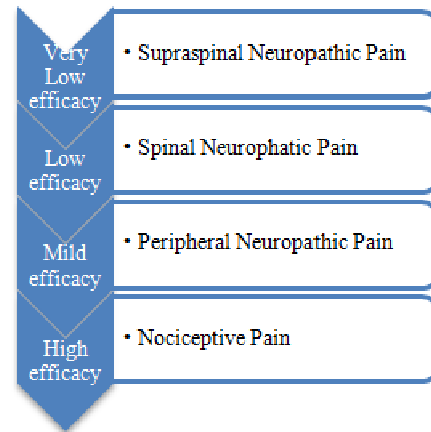 Very
Low
efficacy
• Supraspinal Neuropathic Pain
Low
efficacy
• Spinal Neurophatic Pain
Mild
efficacy
• Peripheral Neuropathic Pain
High
efficacy
• Nociceptive Pain